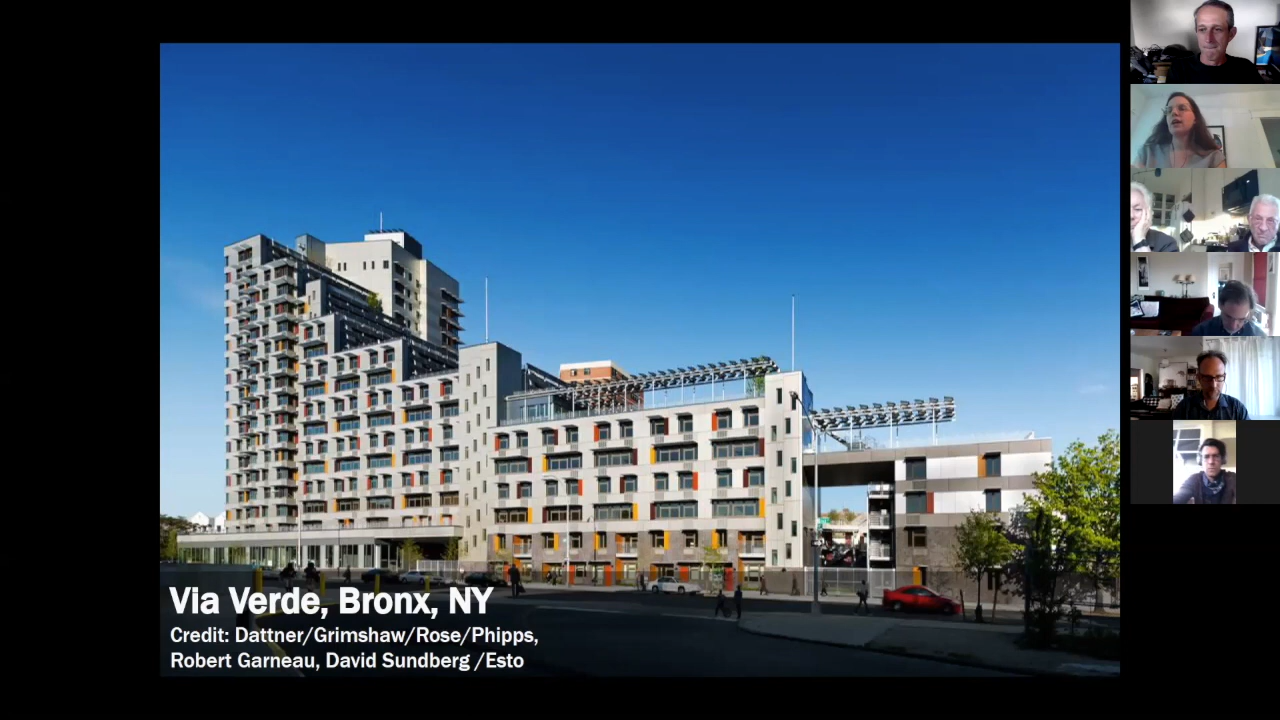 Via Verde, Bronx, NY
Credit: Dattner/Grimshaw/Rose/Phipps,
Robert Garneau, David Sundberg /Esto